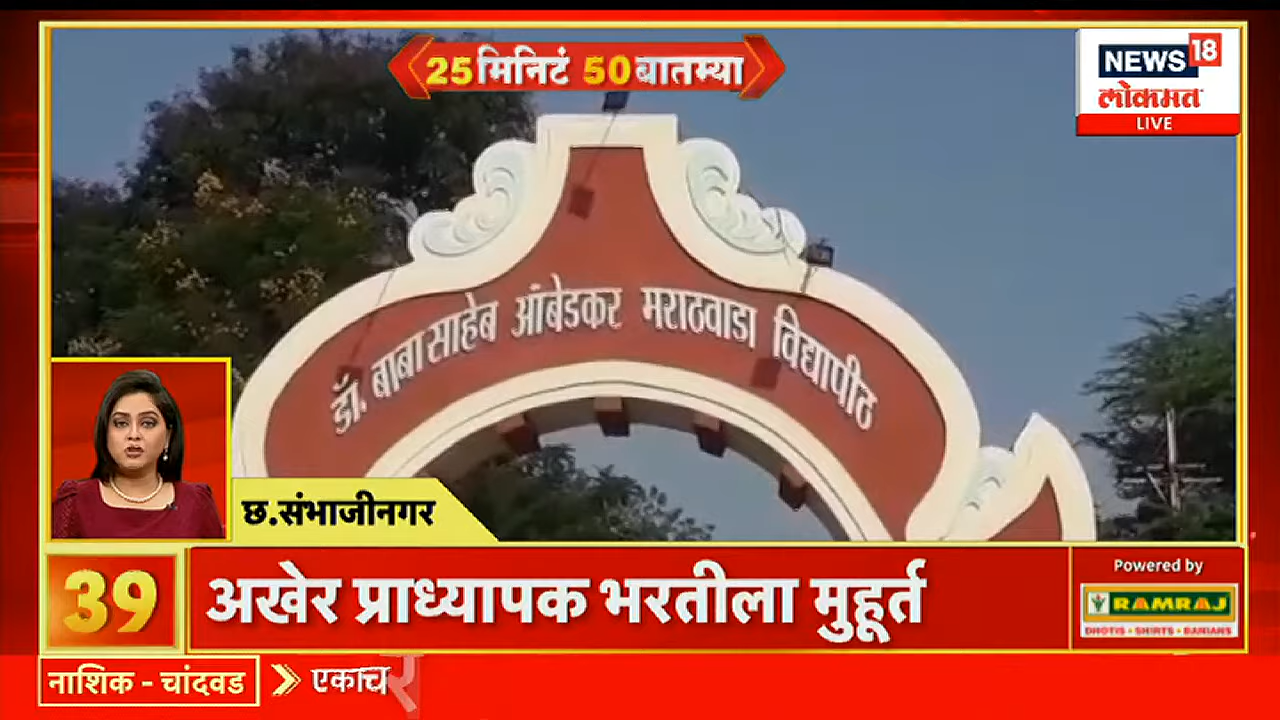 25 मिनिटं 50 बातम्या
NEWS 18
लोकमत
LIVE
डॉ. बाबासाहेब आंबेडकर मराठवाडा विद्यापीठ
छ.संभाजीनगर
39
अखेर प्राध्यापक भरतीला मुहूर्त
Powered by
RAMRAJ
DHOTIS • SHIRTS • BANIANS
नाशिक - चांदवड
एकाच